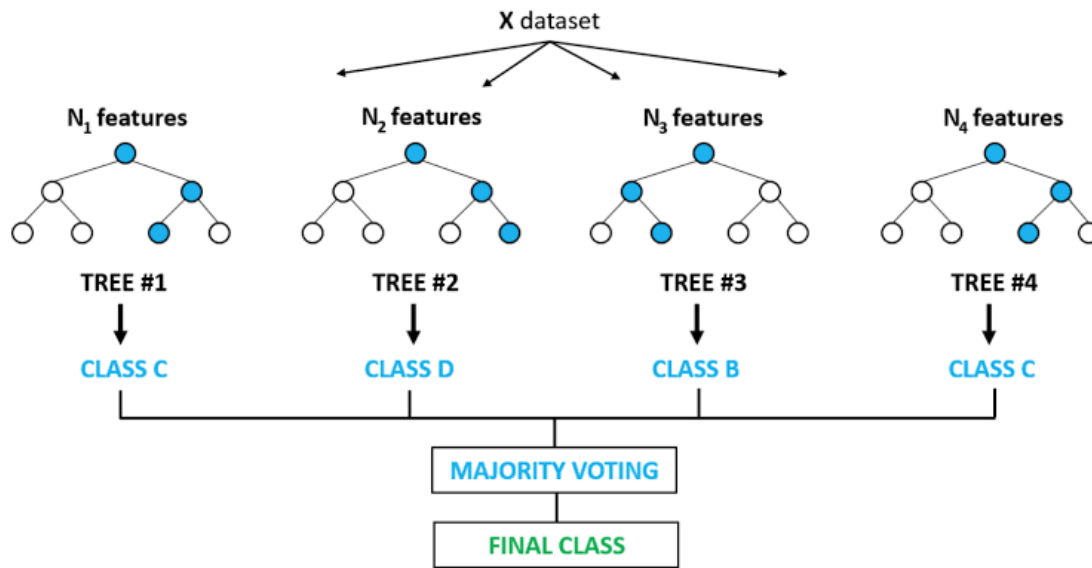 X dataset
N₁ features
N₂ features
N₃ features
N₄ features
TREE #1
TREE #2
TREE #3
TREE #4
CLASS C
CLASS D
CLASS B
CLASS C
MAJORITY VOTING
FINAL CLASS